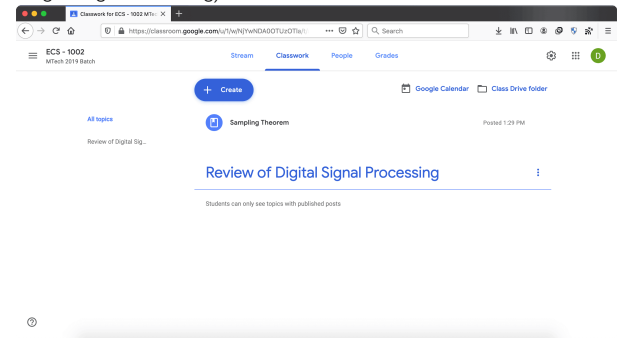 Classwork for ECS - 1002 MTec
https://classroom.google.com/u/1/w/NjYwNDA0OTUzOTla/t
Search
ECS - 1002
MTech 2019 Batch
Stream
Classwork
People
Grades
D
+ Create
Google Calendar
Class Drive folder
All topics
Review of Digital Sig...
Sampling Theorem
Posted 1:29 PM
Review of Digital Signal Processing
Students can only see topics with published posts